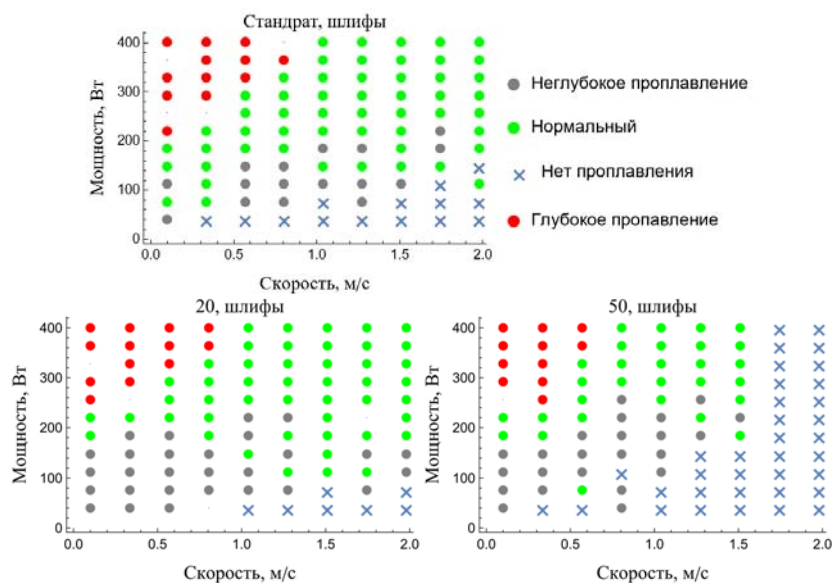 Стандрат, шлифы
Мощность, Вт
400
300
200
100
0
0.0 0.5 1.0 1.5 2.0
Скорость, м/с
Неглубокое проплавление
Нормальный
Нет проплавления
Глубокое пропавление
20, шлифы
Мощность, Вт
400
300
200
100
0
0.0 0.5 1.0 1.5 2.0
Скорость, м/с
50, шлифы
Мощность, Вт
400
300
200
100
0
0.0 0.5 1.0 1.5 2.0
Скорость, м/с